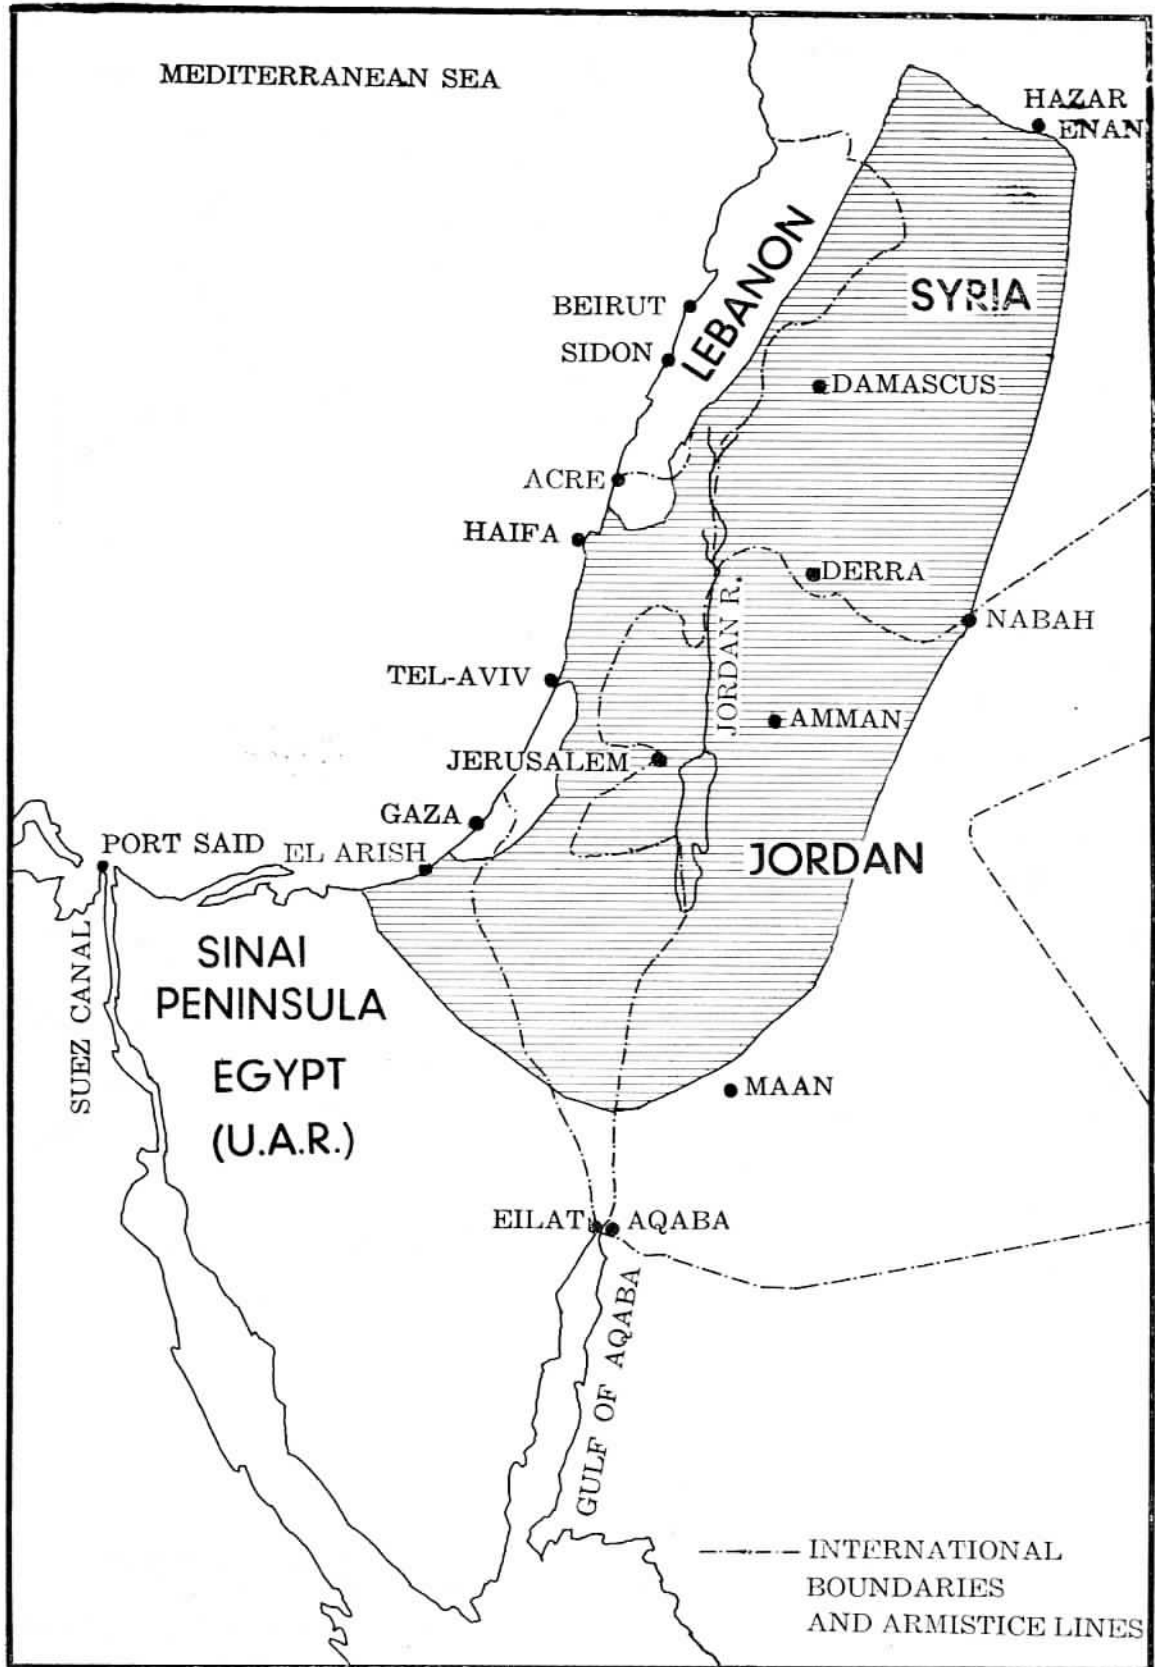 MEDITERRANEAN SEA
HAZAR
ENAN
LEBANON
SYRIA
BEIRUT
SIDON
DAMASCUS
ACRE
HAIFA
DERRA
JORDAN R.
NABAH
TEL-AVIV
AMMAN
JERUSALEM
GAZA
PORT SAID
EL ARISH
JORDAN
SUEZ CANAL
SINAI
PENINSULA
EGYPT
(U.A.R.)
MAAN
EILAT
AQABA
GULF OF AQABA
INTERNATIONAL
BOUNDARIES
AND ARMISTICE LINES